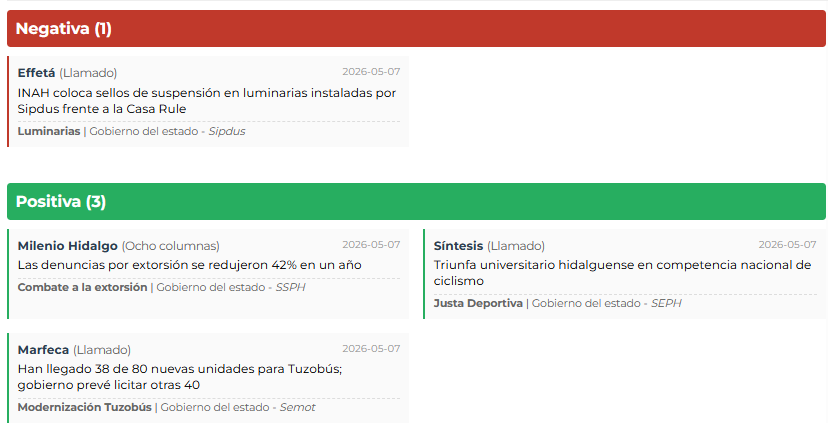 Negativa (1)
Effetá (Llamado) 2026-05-07
INAH coloca sellos de suspensión en luminarias instaladas por
Sipdus frente a la Casa Rule
Luminarias | Gobierno del estado - Sipdus
Positiva (3)
Milenio Hidalgo (Ocho columnas) 2026-05-07
Las denuncias por extorsión se redujeron 42% en un año
Combate a la extorsión | Gobierno del estado - SSPH
Síntesis (Llamado) 2026-05-07
Triunfa universitario hidalguense en competencia nacional de
ciclismo
Justa Deportiva | Gobierno del estado - SEPH
Marfeca (Llamado) 2026-05-07
Han llegado 38 de 80 nuevas unidades para Tuzobús;
gobierno prevé licitar otras 40
Modernización Tuzobús | Gobierno del estado - Semot